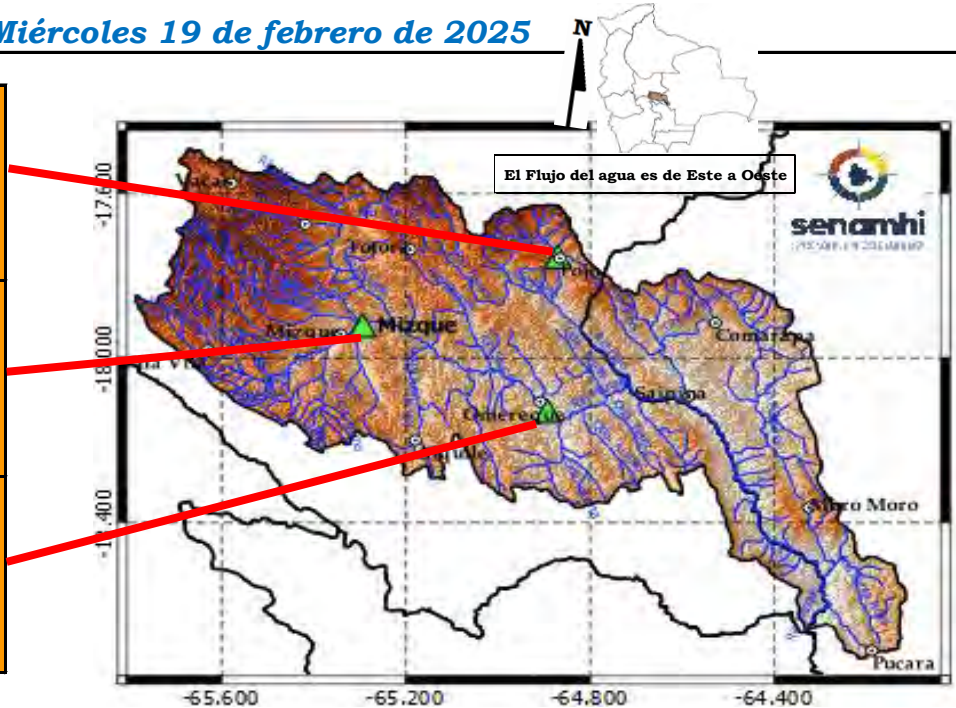 Miércoles 19 de febrero de 2025
N
El Flujo del agua es de Este a Oeste
senamhi
-17.600
Vacas
Totora
Pojo
Mizque
Mizque
Comarapa
-18.000
Saipina
Omereque
Aiquile
Moro Moro
Pucara
-65.600
-65.200
-64.800
-64.400